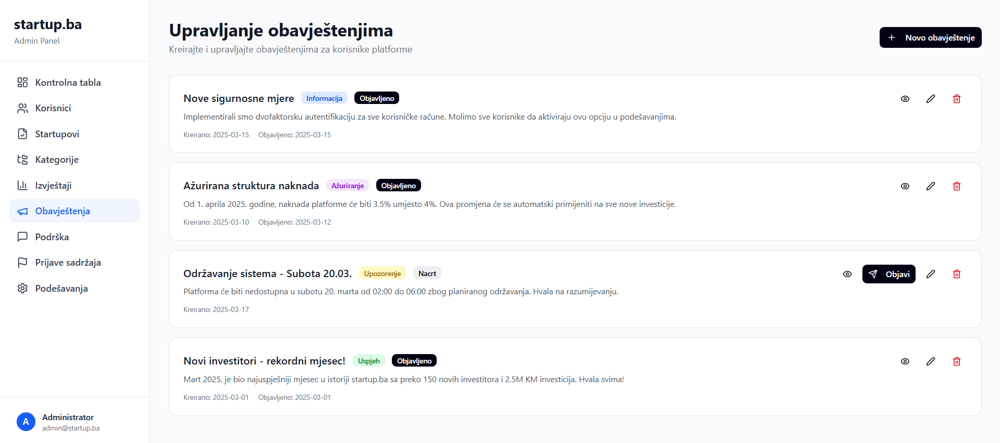 startup.ba
Admin Panel
Kontrolna tabla
Korisnici
Startupovi
Kategorije
Izvještaji
Obavještenja
Podrška
Prijave sadržaja
Podešavanja
A
Administrator
admin@startup.ba
Upravljanje obavještenjima
Kreirajte i upravljajte obavještenjima za korisnike platforme
Novo obavještenje
Nove sigurnosne mjere Informacija Objavljeno
Implementirali smo dvofaktorsku autentifikaciju za sve korisničke račune. Molimo sve korisnike da aktiviraju ovu opciju u podešavanjima.
Kreirano: 2025-03-15 Objavljeno: 2025-03-15
Ažurirana struktura naknada Ažuriranje Objavljeno
Od 1. aprila 2025. godine, naknada platforme će biti 3.5% umjesto 4%. Ova promjena će se automatski primijeniti na sve nove investicije.
Kreirano: 2025-03-10 Objavljeno: 2025-03-12
Održavanje sistema - Subota 20.03. Upozorenje Nacrt Objavi
Platforma će biti nedostupna u subotu 20. marta od 02:00 do 06:00 zbog planiranog održavanja. Hvala na razumijevanju.
Kreirano: 2025-03-17
Novi investitori - rekordni mjesec! Uspjeh Objavljeno
Mart 2025. je bio najuspješniji mjesec u istoriji startup.ba sa preko 150 novih investitora i 2.5M KM investicija. Hvala svima!
Kreirano: 2025-03-01 Objavljeno: 2025-03-01